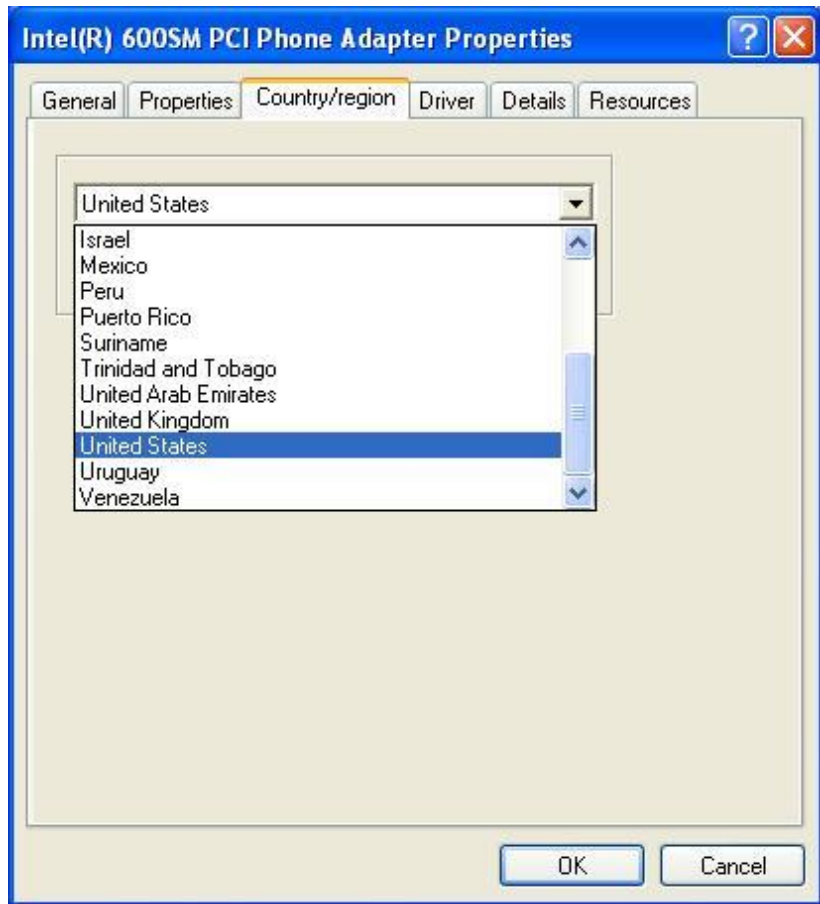 Intel(R) 600SM PCI Phone Adapter Properties
General Properties Country/region Driver Details Resources
United States
Israel
Mexico
Peru
Puerto Rico
Suriname
Trinidad and Tobago
United Arab Emirates
United Kingdom
United States
Uruguay
Venezuela
OK Cancel